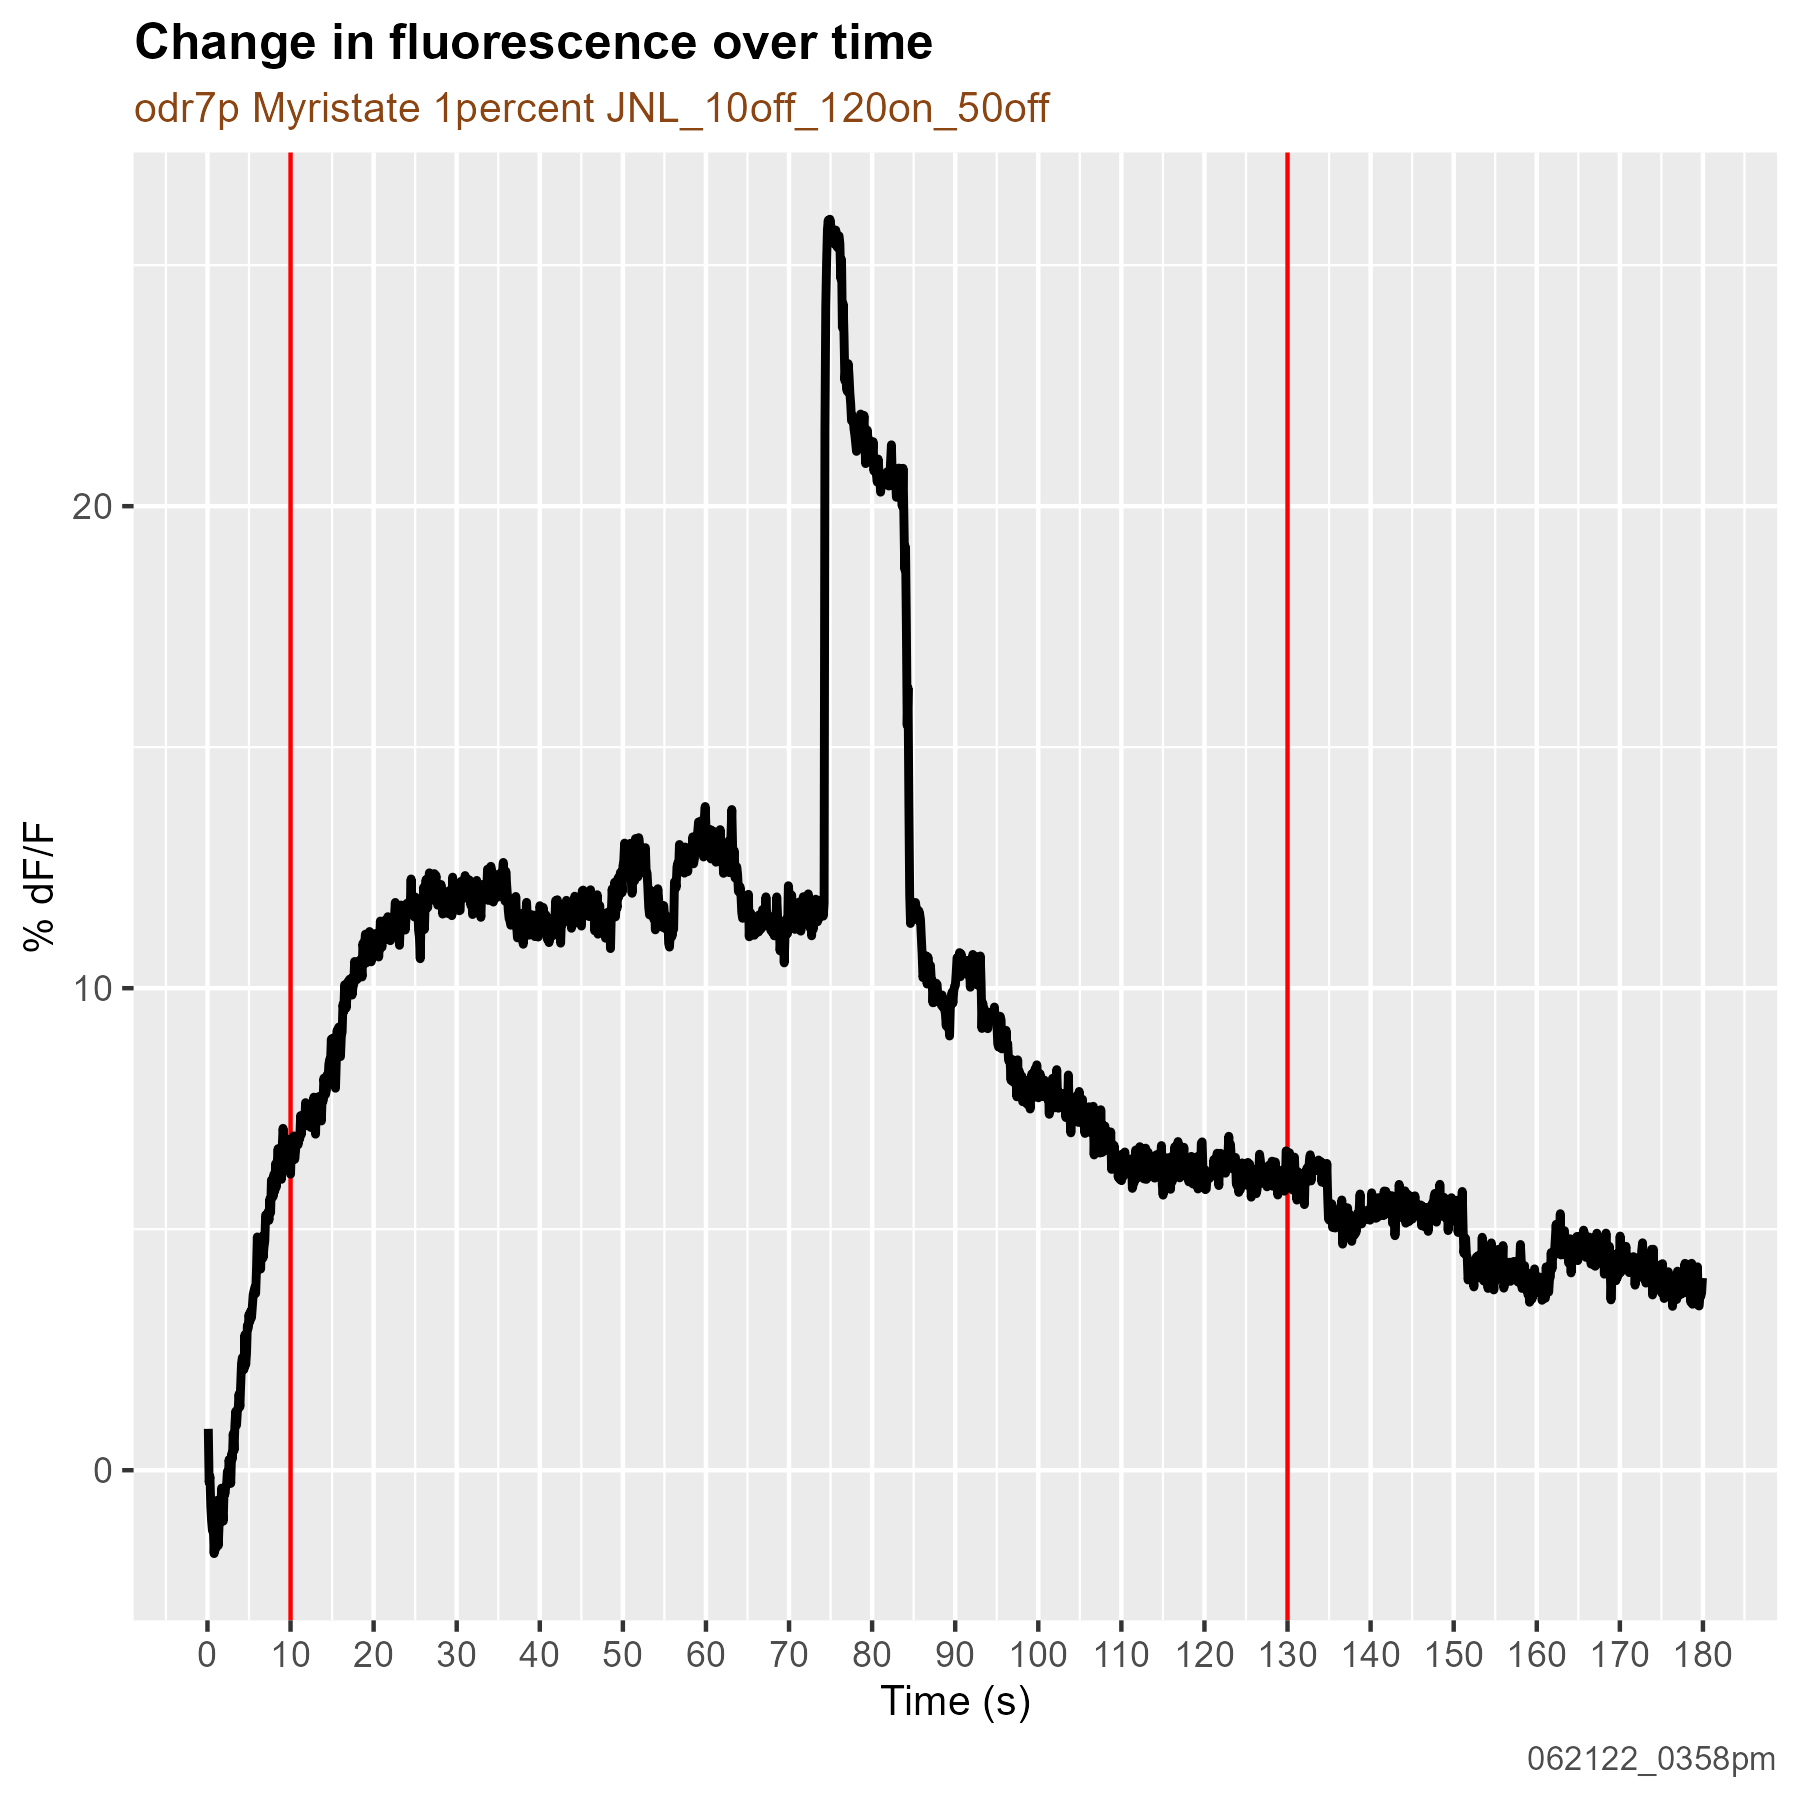 Change in fluorescence over time
odr7p Myristate 1percent JNL_10off_120on_50off
% dF/F
20
10
0
0 10 20 30 40 50 60 70 80 90 100 110 120 130 140 150 160 170 180
Time (s)
062122_0358pm